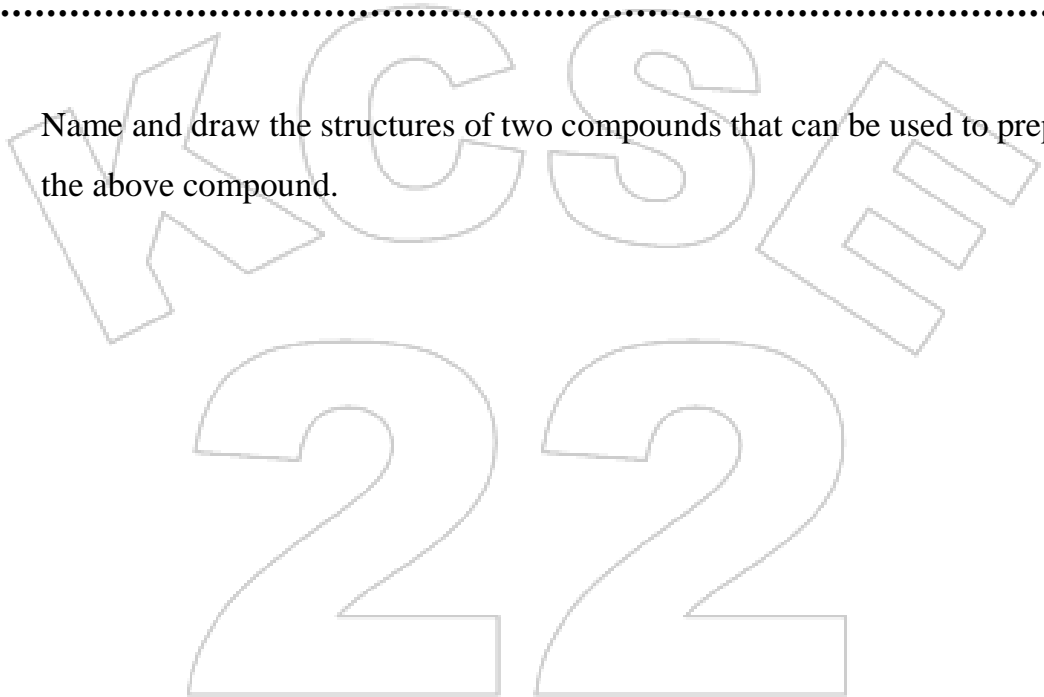 Name and draw the structures of two compounds that can be used to prep
the above compound.
KCSE
22